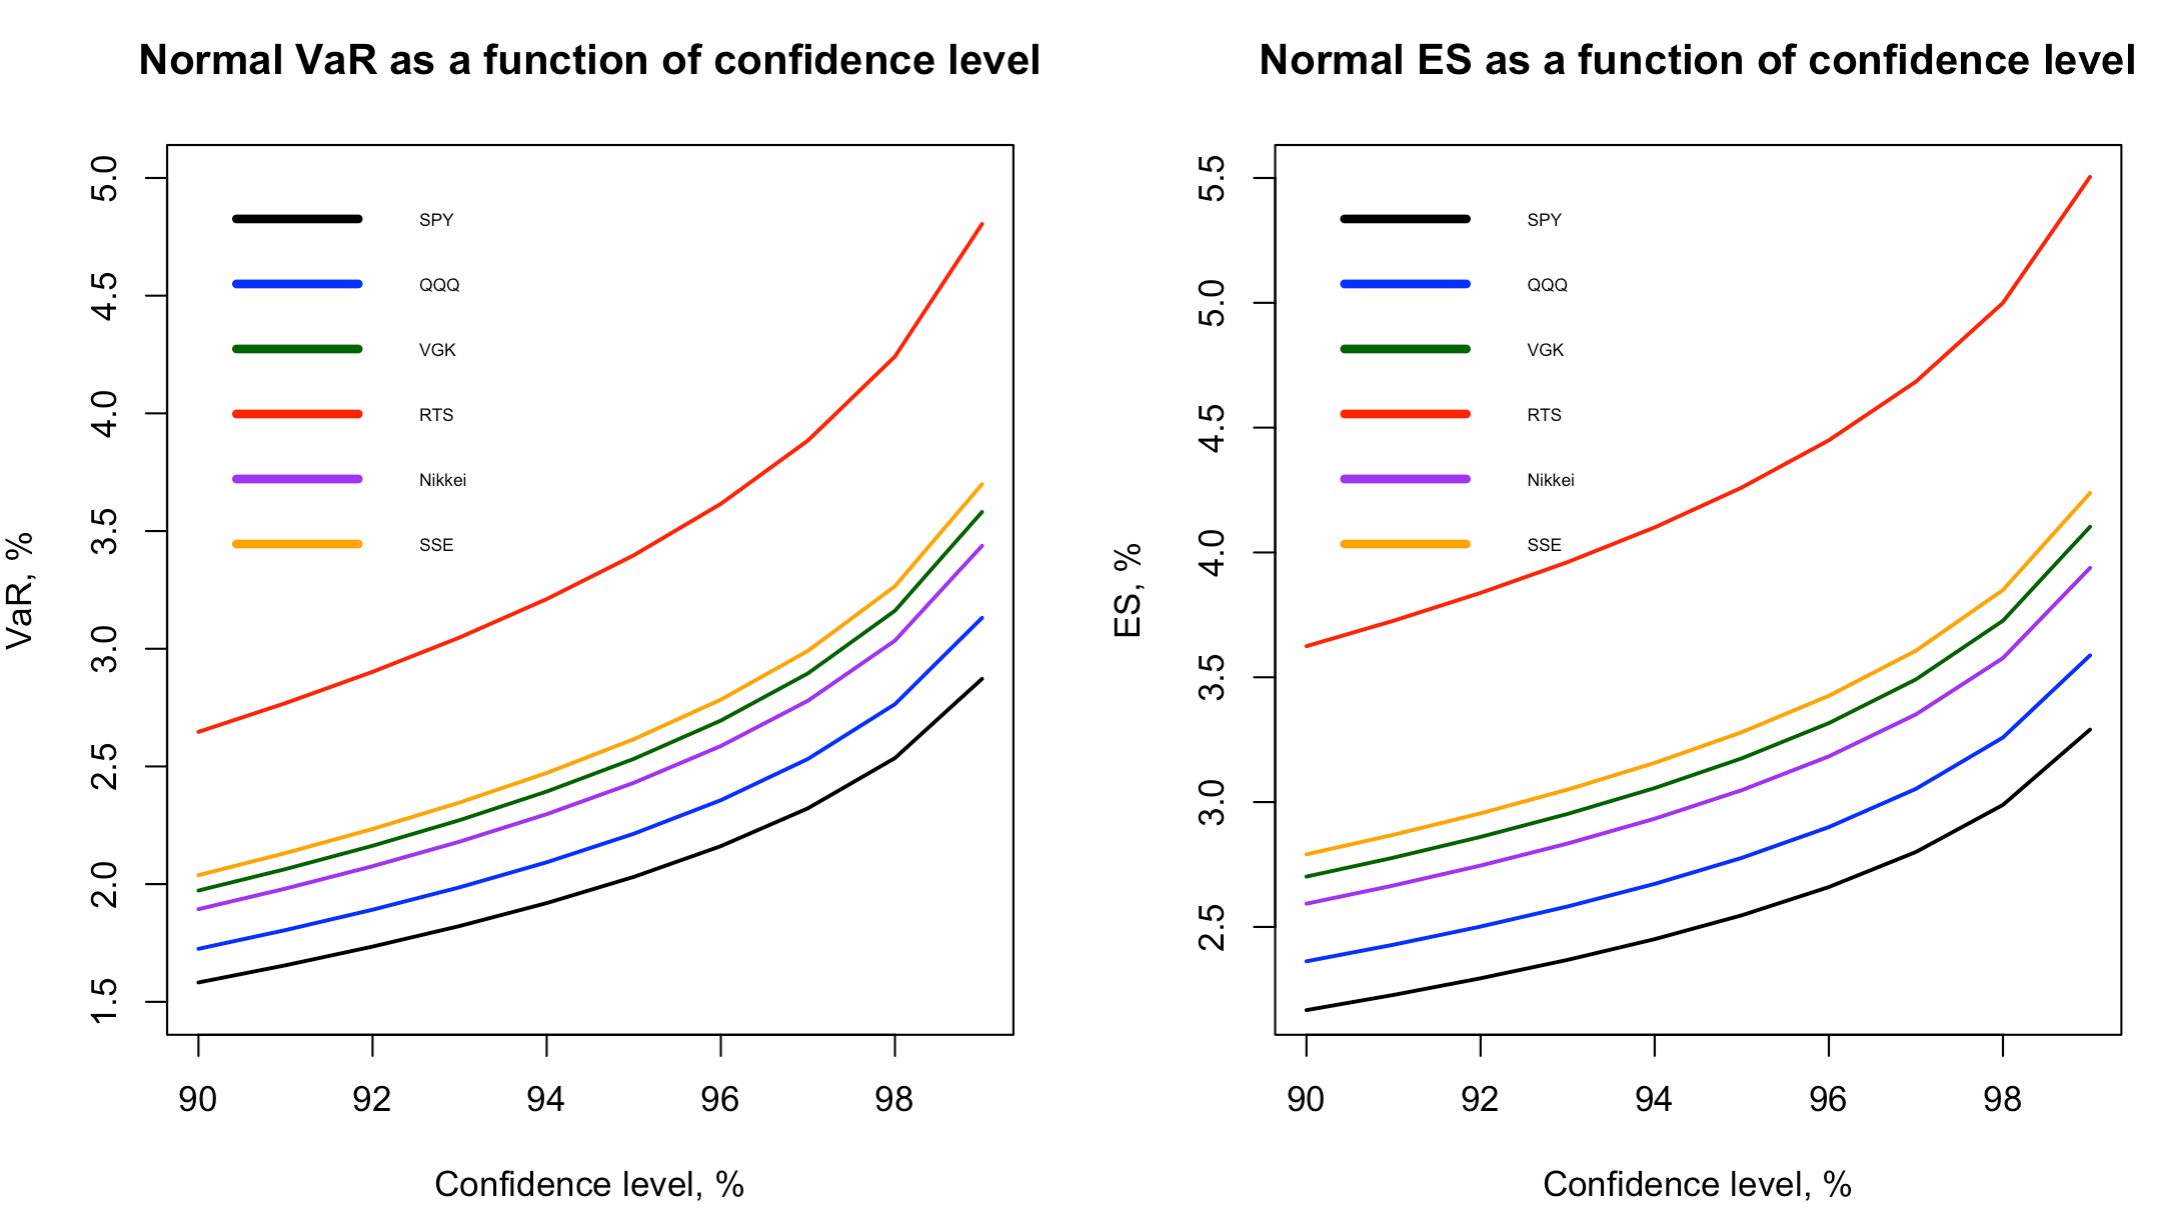 Normal VaR as a function of confidence level
VaR, %
5.0
4.5
4.0
3.5
3.0
2.5
2.0
1.5
SPY
QQQ
VGK
RTS
Nikkei
SSE
90 92 94 96 98
Confidence level, %
Normal ES as a function of confidence level
ES, %
5.5
5.0
4.5
4.0
3.5
3.0
2.5
SPY
QQQ
VGK
RTS
Nikkei
SSE
90 92 94 96 98
Confidence level, %